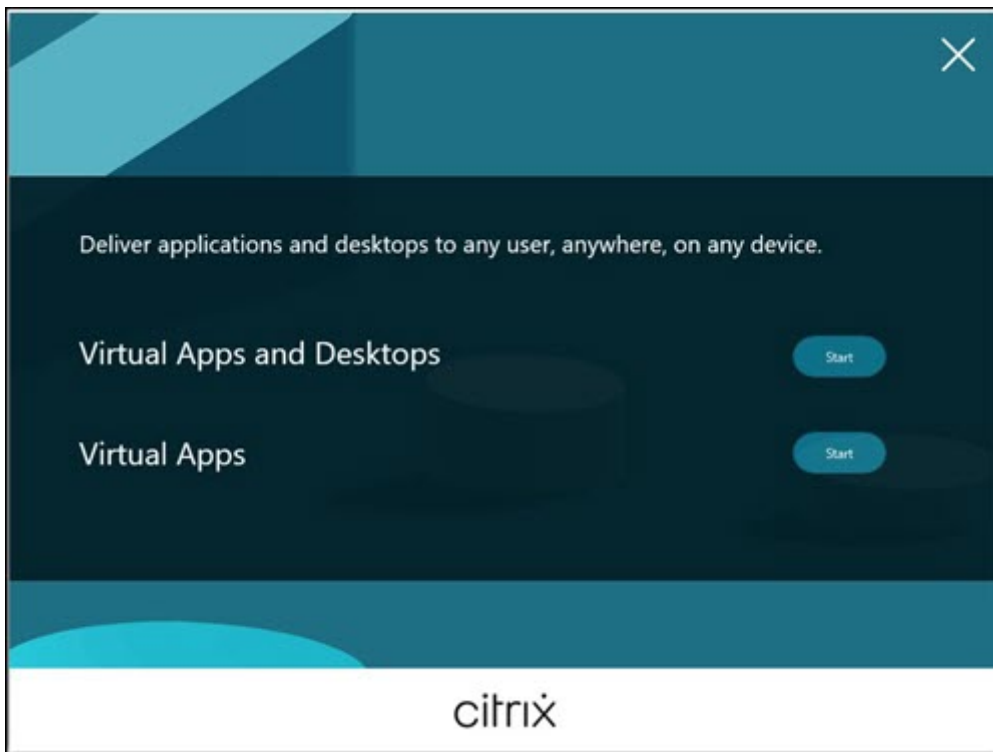 Deliver applications and desktops to any user, anywhere, on any device.
Virtual Apps and Desktops
Start
Virtual Apps
Start
citrix